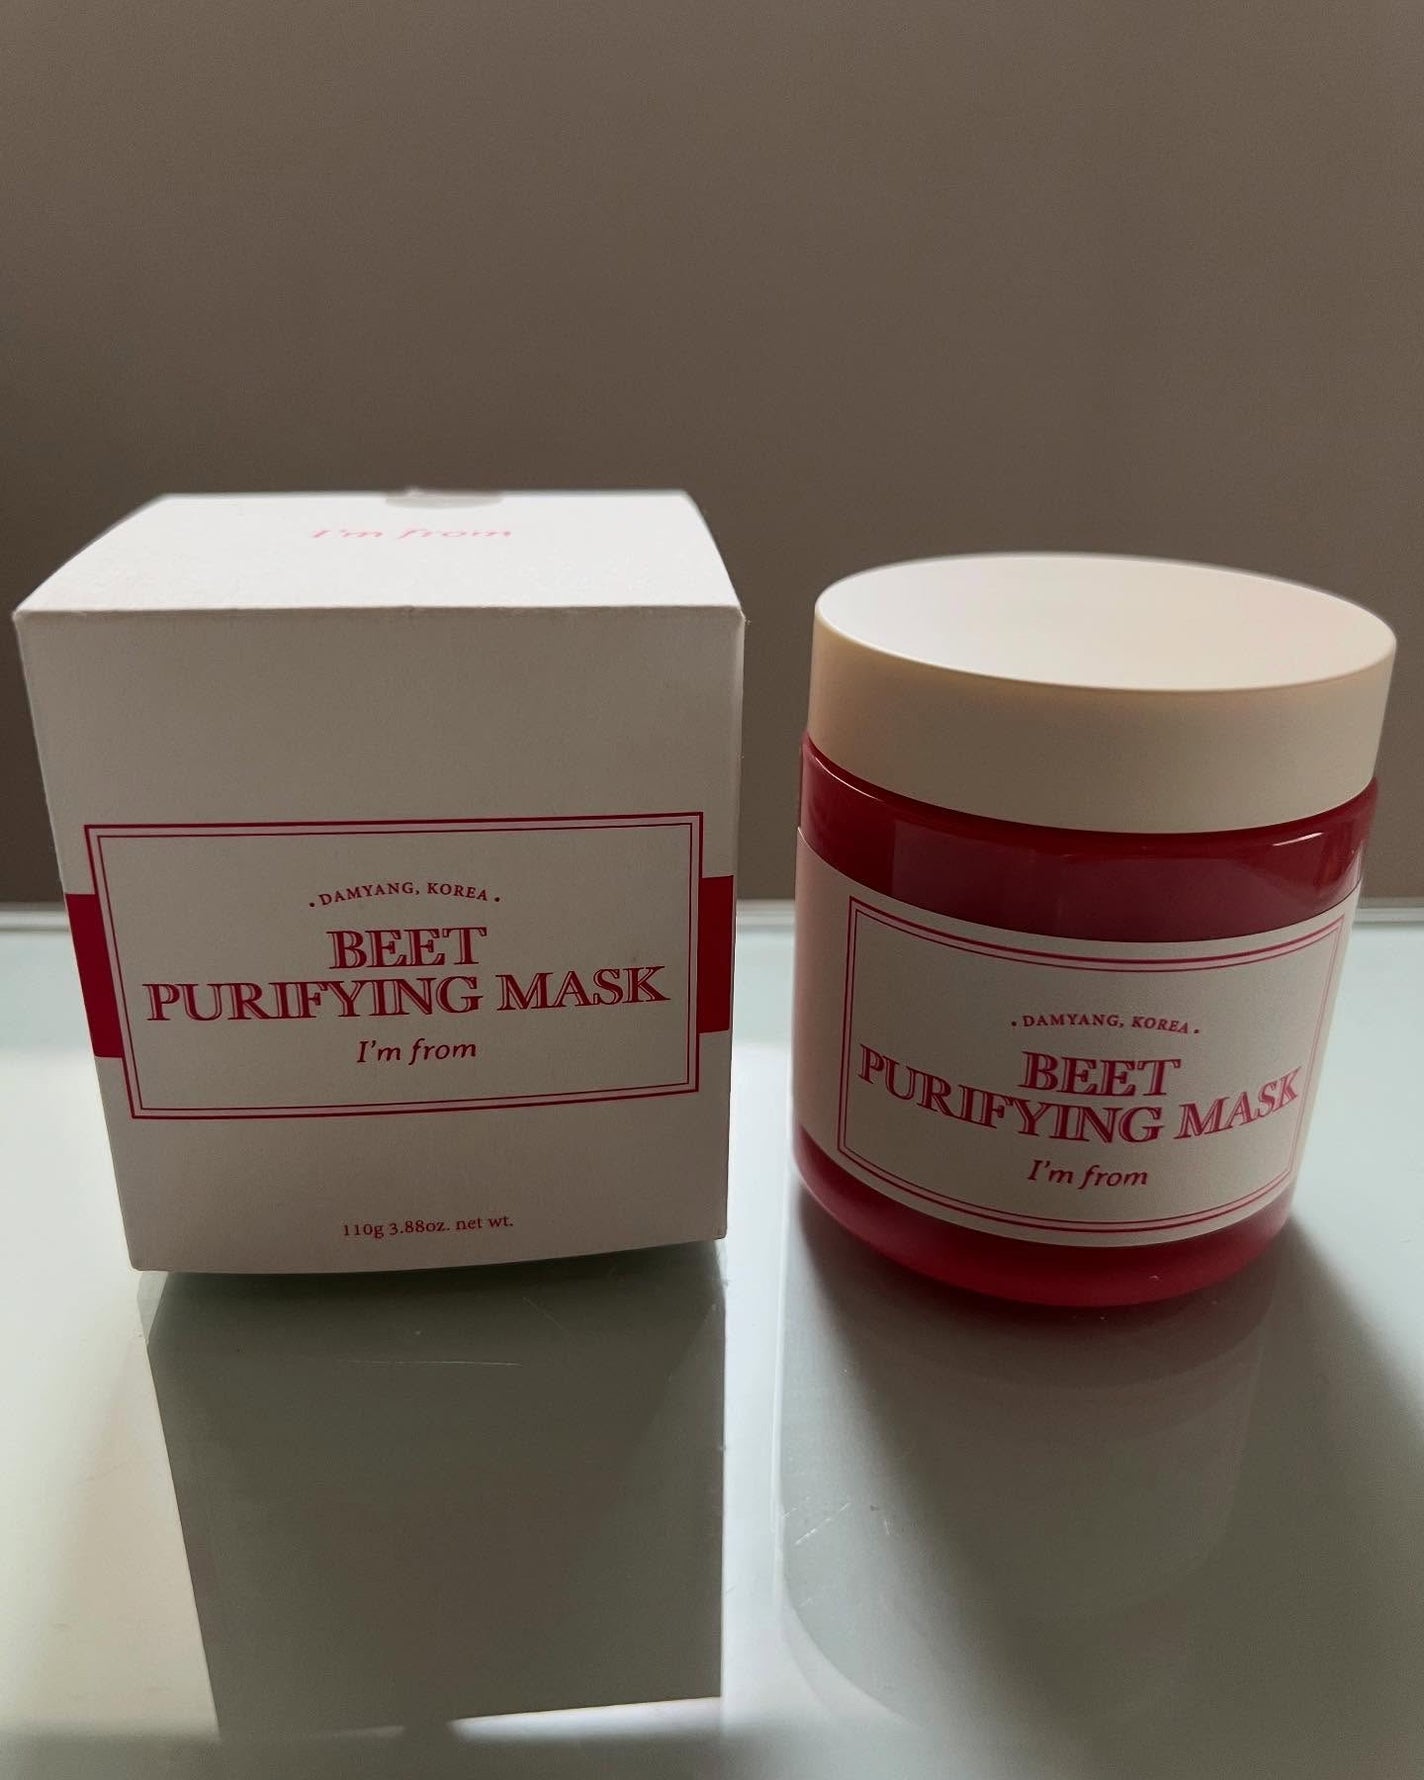 I'm from
· DAMYANG, KOREA ·
BEET
PURIFYING MASK
I'm from
110g 3.88oz. net wt.
· DAMYANG, KOREA ·
BEET
PURIFYING MASK
I'm from